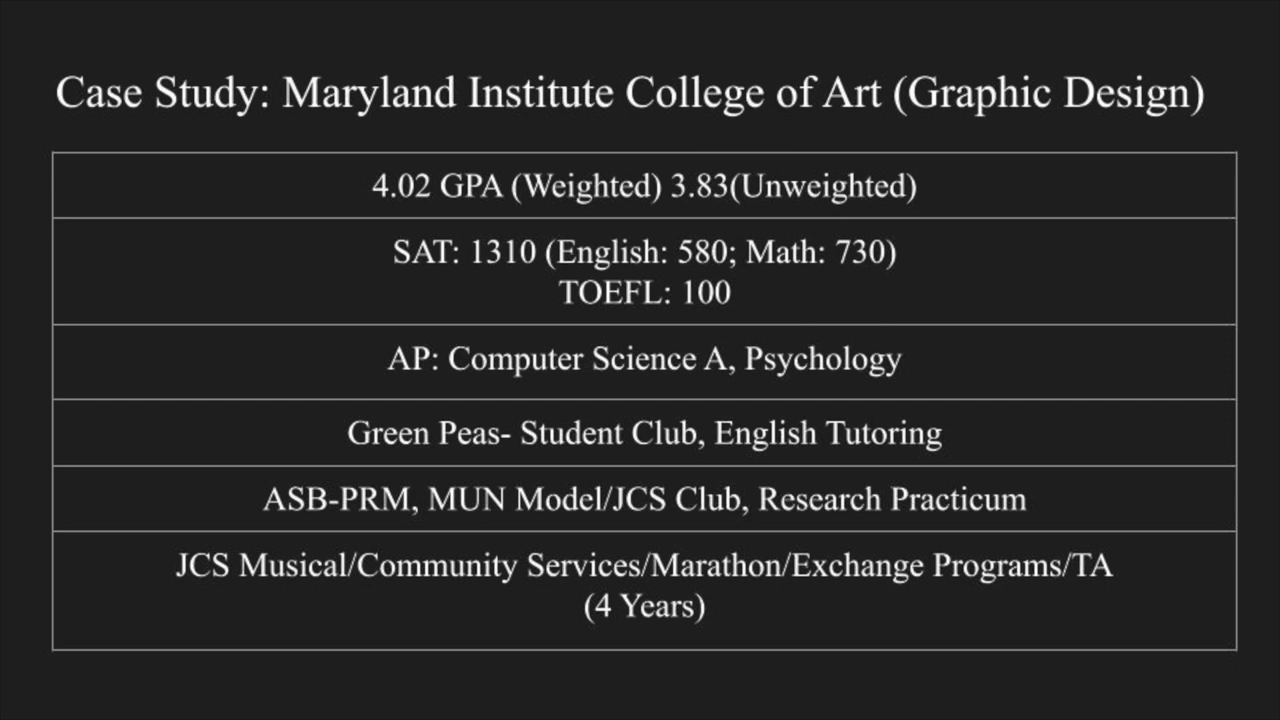 Case Study: Maryland Institute College of Art (Graphic Design)
4.02 GPA (Weighted) 3.83(Unweighted)
SAT: 1310 (English: 580; Math: 730)
TOEFL: 100
AP: Computer Science A, Psychology
Green Peas- Student Club, English Tutoring
ASB-PRM, MUN Model/JCS Club, Research Practicum
JCS Musical/Community Services/Marathon/Exchange Programs/TA
(4 Years)